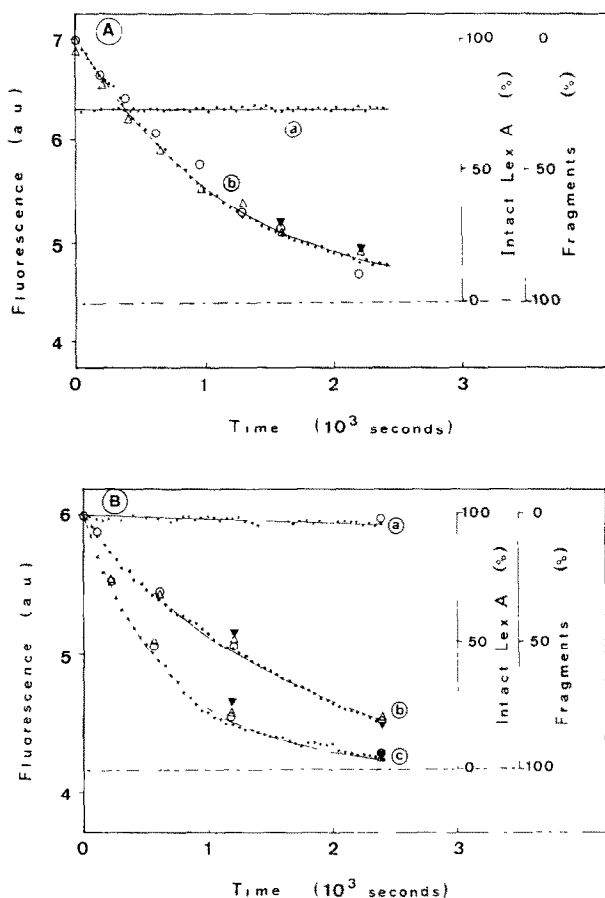 A
7
6
5
4
Fluorescence (a u)
a
b
100
50
0
Intact Lex A (%)
0
50
100
Fragments (%)
0
1
2
3
Time (10³ seconds)
B
6
5
4
Fluorescence (a u)
a
b
c
100
50
0
Intact Lex A (%)
0
50
100
Fragments (%)
0
1
2
3
Time (10³ seconds)